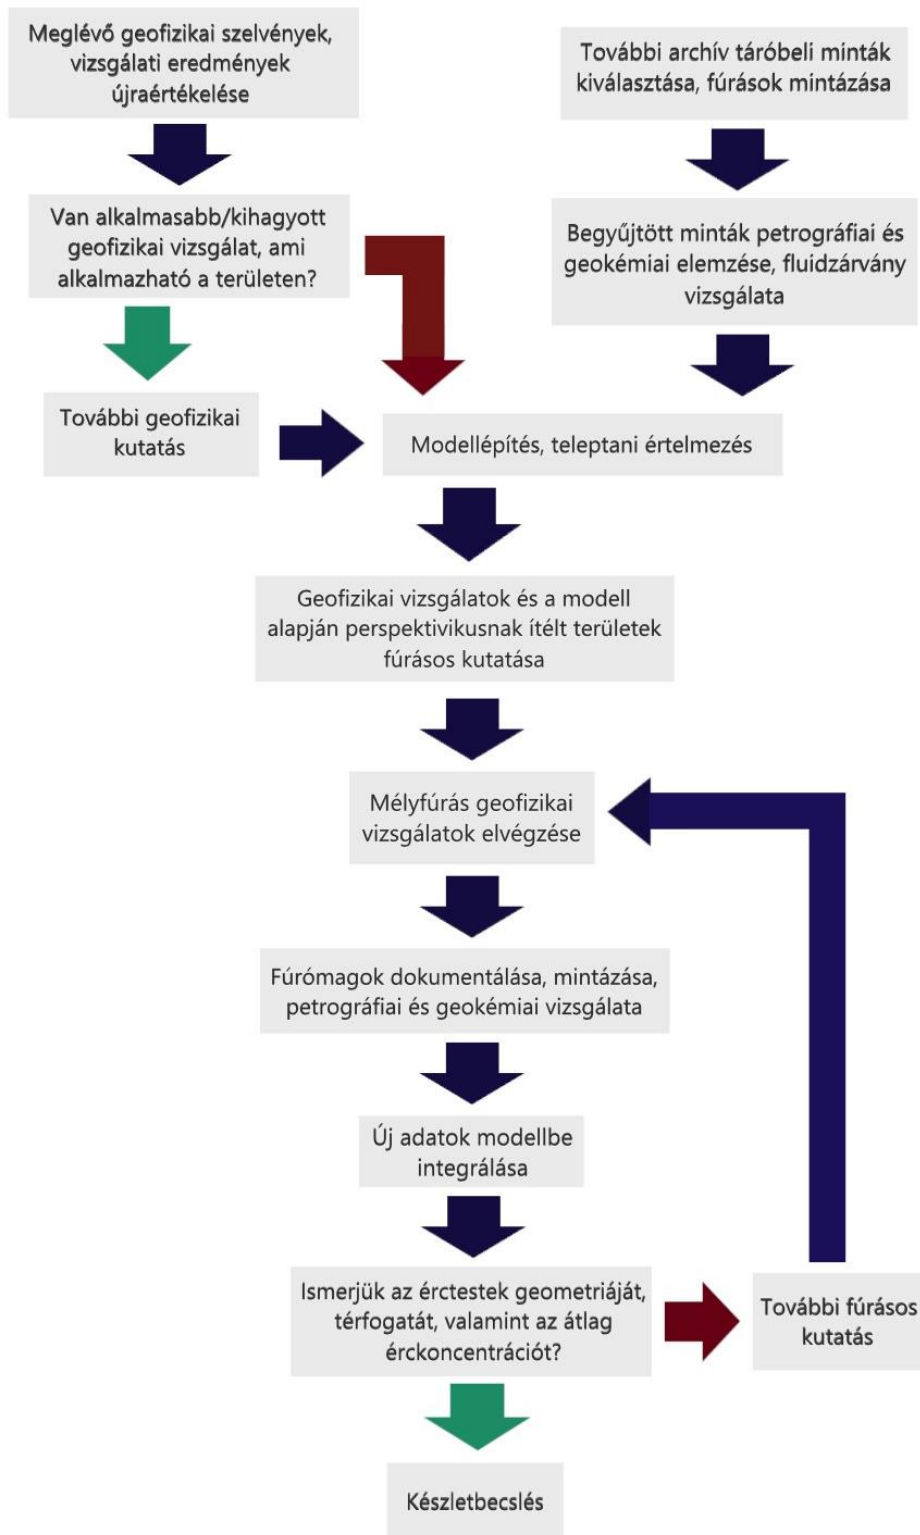 Meglévő geofizikai szelvények,
vizsgálati eredmények
újraértékelése
További archív táróbeli minták
kiválasztása, fúrások mintázása
Van alkalmasabb/kihagyott
geofizikai vizsgálat, ami
alkalmazható a területen?
Begyűjtött minták petrográfiai és
geokémiai elemzése, fluidzárvány
vizsgálata
További geofizikai
kutatás
Modellépítés, teleptani értelmezés
Geofizikai vizsgálatok és a modell
alapján perspektivikusnak ítélt területek
fúrásos kutatása
Mélyfúrás geofizikai
vizsgálatok elvégzése
Fúrómagok dokumentálása, mintázása,
petrográfiai és geokémiai vizsgálata
Új adatok modellbe
integrálása
Ismerjük az érctestek geometriáját,
térfogatát, valamint az átlag
érckoncentrációt?
További fúrásos
kutatás
Készletbecslés